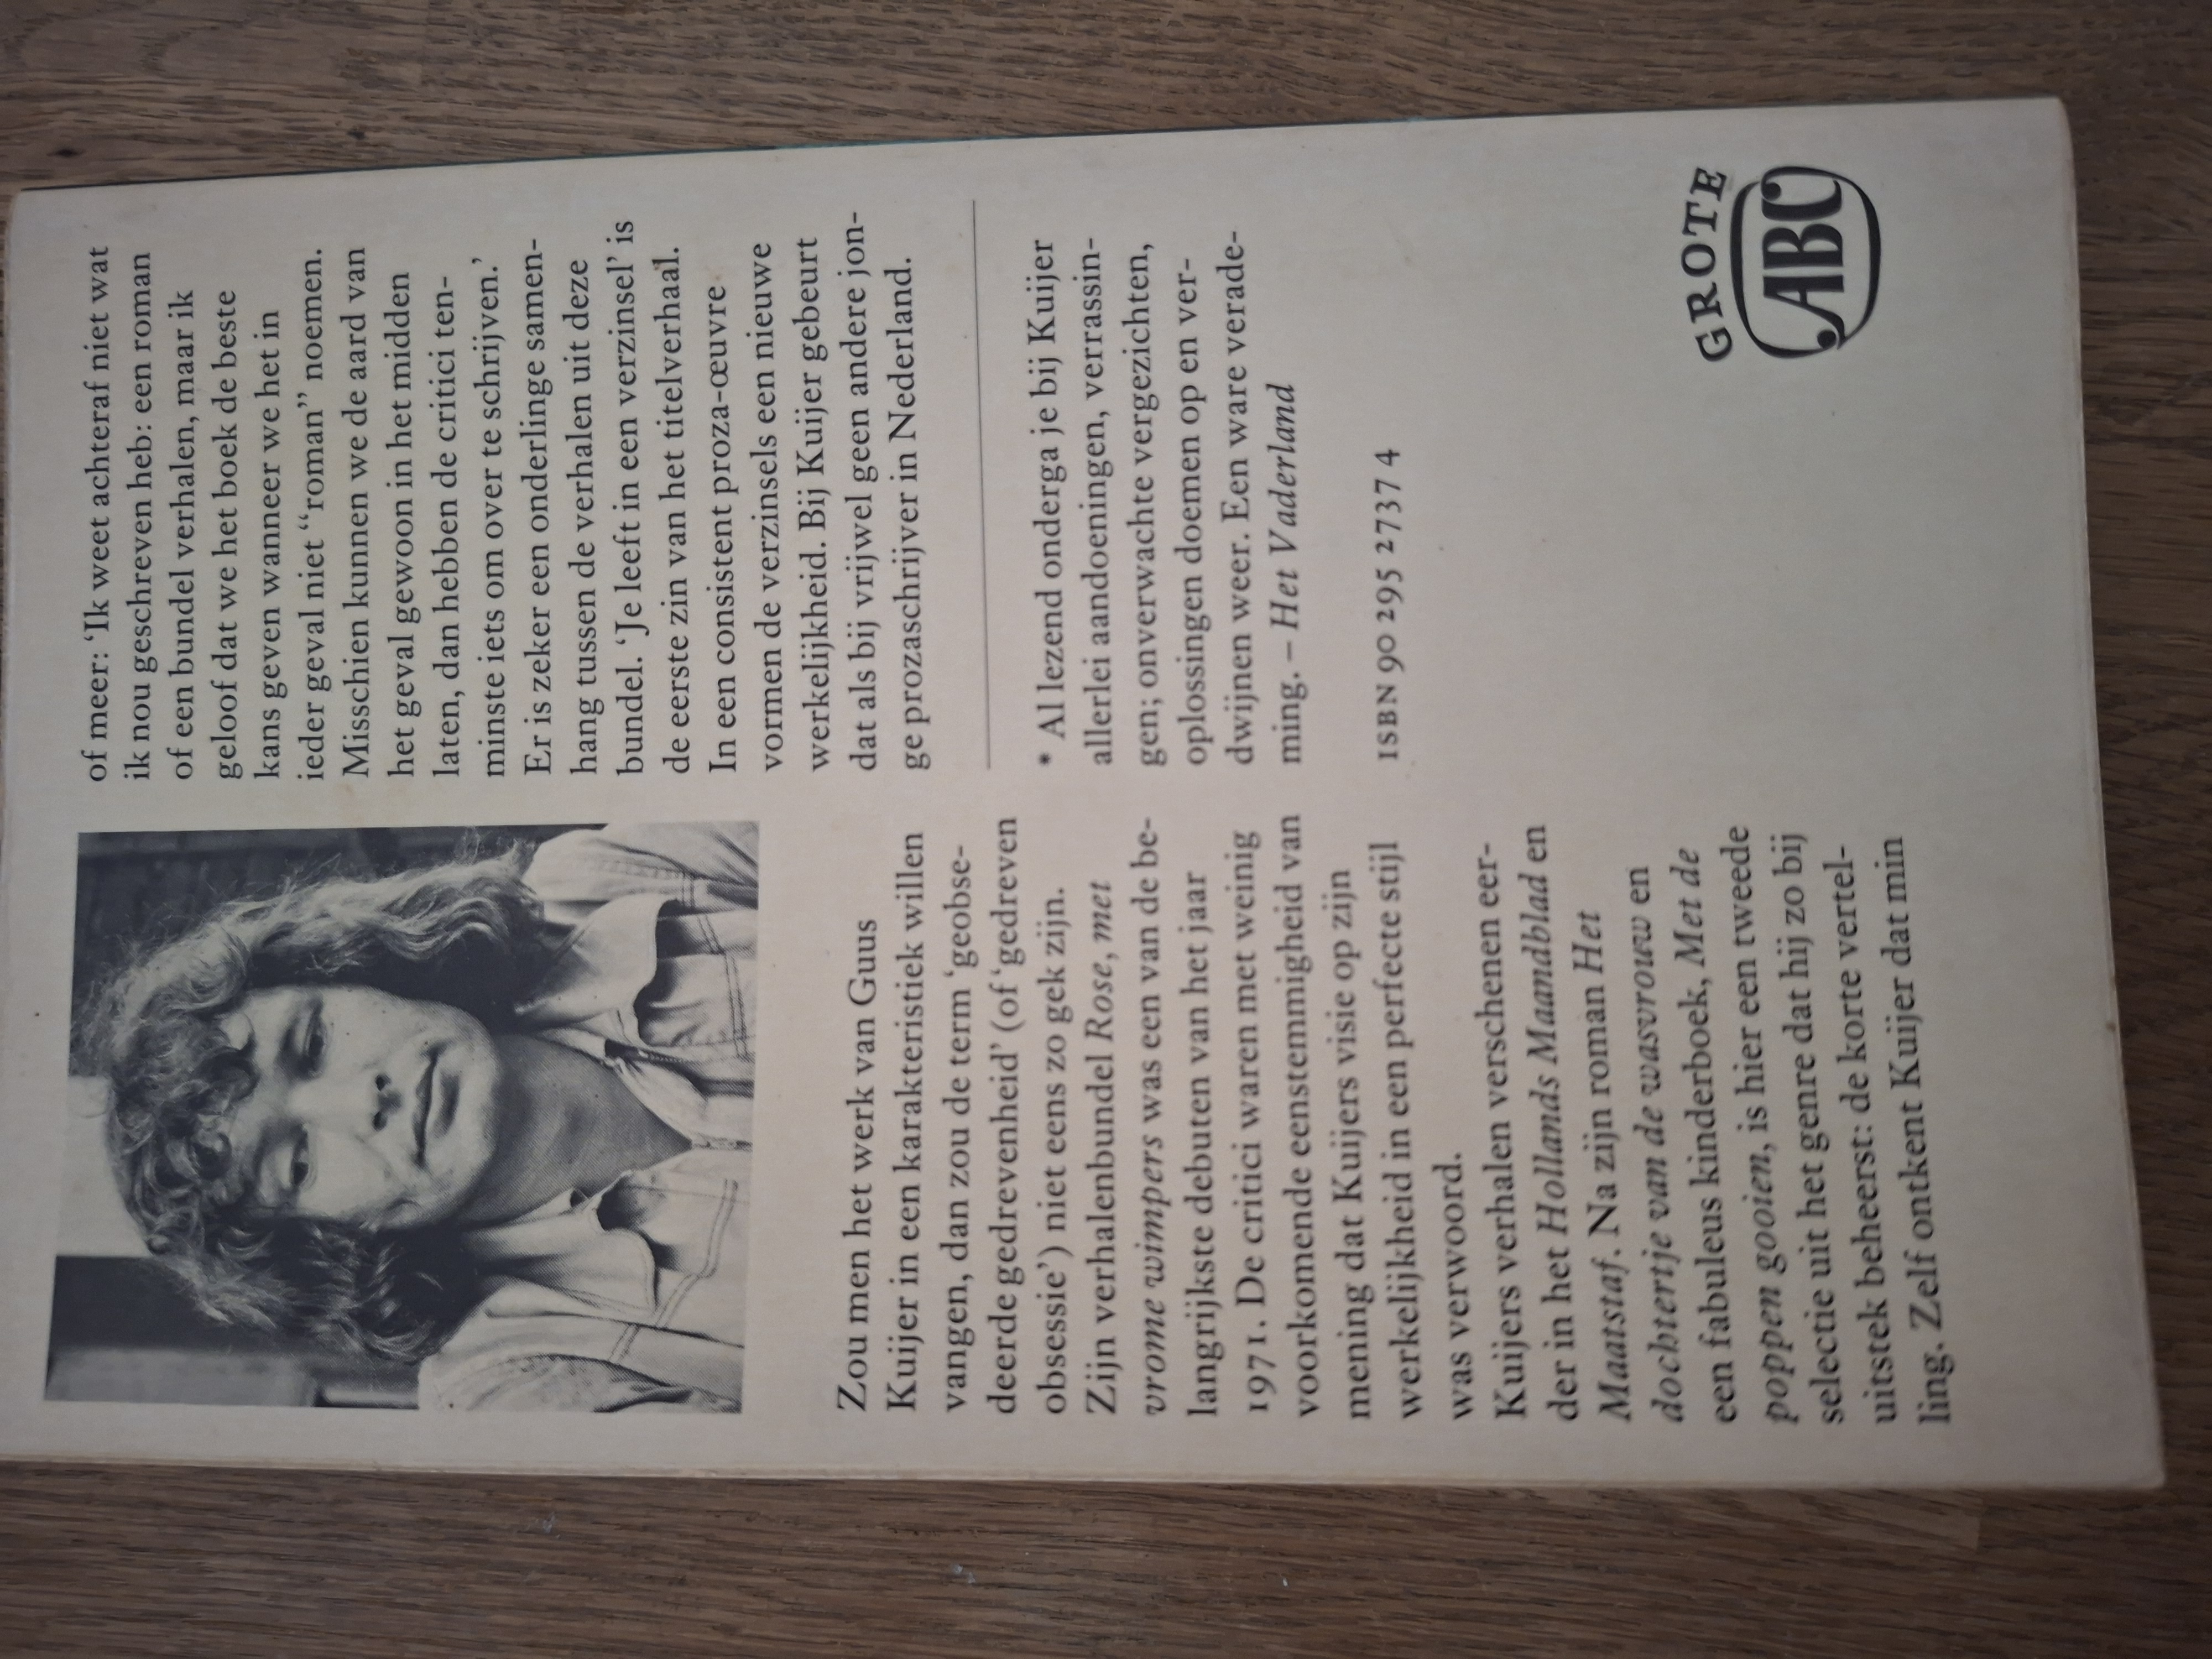 Zou men het werk van Guus
Kuijer in een karakteristiek willen
vangen, dan zou de term ‘geobse-
deerde gedrevenheid’ (of ‘gedreven
obsessie’) niet eens zo gek zijn.
Zijn verhalenbundel Rose, met
vrome wimpers was een van de be-
langrijkste debuten van het jaar
1971. De critici waren met weinig
voorkomende eenstemmigheid van
mening dat Kuijers visie op zijn
werkelijkheid in een perfecte stijl
was verwoord.
Kuijers verhalen verschenen eer-
der in het Hollands Maandblad en
Maatstaf. Na zijn roman Het
dochtertje van de wasvrouw en
een fabuleus kinderboek, Met de
poppen gooien, is hier een tweede
selectie uit het genre dat hij zo bij
uitstek beheerst: de korte vertel-
ling. Zelf ontkent Kuijer dat min
of meer: ‘Ik weet achteraf niet wat
ik nou geschreven heb: een roman
of een bundel verhalen, maar ik
geloof dat we het boek de beste
kans geven wanneer we het in
ieder geval niet “roman” noemen.
Misschien kunnen we de aard van
het geval gewoon in het midden
laten, dan hebben de critici ten-
minste iets om over te schrijven.’
Er is zeker een onderlinge samen-
hang tussen de verhalen uit deze
bundel. ‘Je leeft in een verzinsel’ is
de eerste zin van het titelverhaal.
In een consistent proza-œuvre
vormen de verzinsels een nieuwe
werkelijkheid. Bij Kuijer gebeurt
dat als bij vrijwel geen andere jon-
ge prozaschrijver in Nederland.
* Al lezend onderga je bij Kuijer
allerlei aandoeningen, verrassin-
gen; onverwachte vergezichten,
oplossingen doemen op en ver-
dwijnen weer. Een ware verade-
ming. – Het Vaderland
ISBN 90 295 2737 4
GROTE
ABC